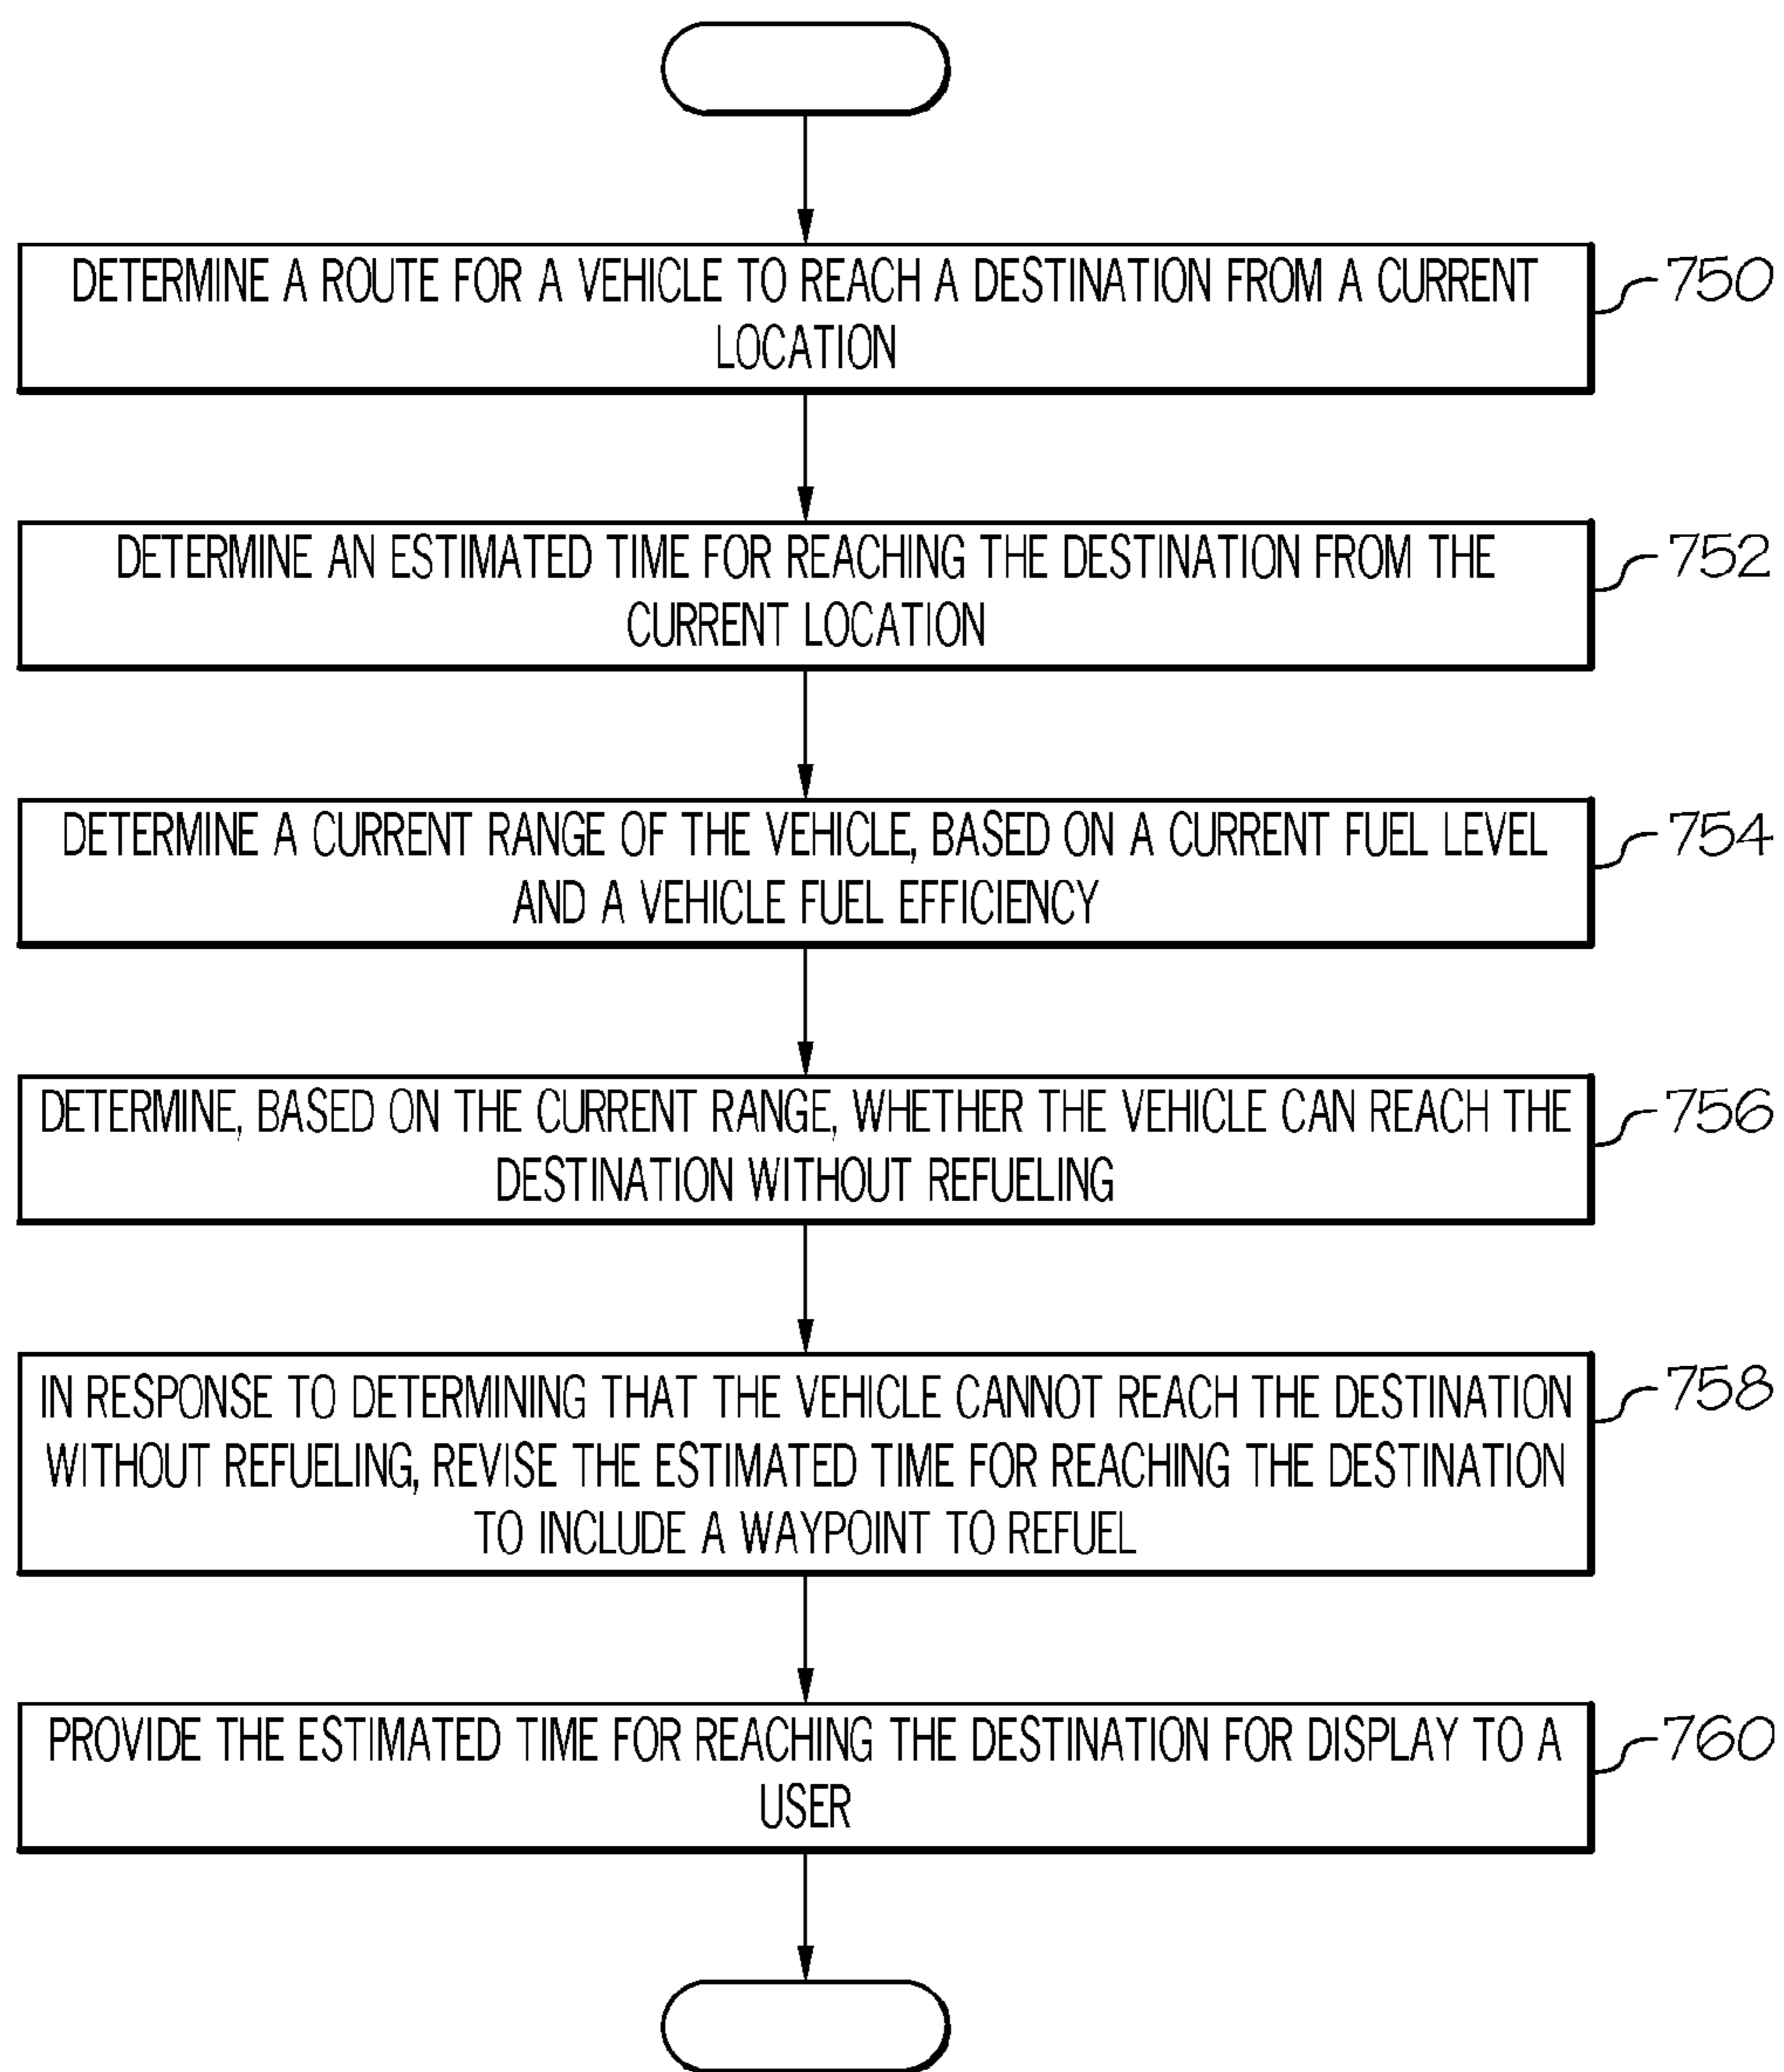 DETERMINE A ROUTE FOR A VEHICLE TO REACH A DESTINATION FROM A CURRENT
LOCATION
750
DETERMINE AN ESTIMATED TIME FOR REACHING THE DESTINATION FROM THE
CURRENT LOCATION
752
DETERMINE A CURRENT RANGE OF THE VEHICLE, BASED ON A CURRENT FUEL LEVEL
AND A VEHICLE FUEL EFFICIENCY
754
DETERMINE, BASED ON THE CURRENT RANGE, WHETHER THE VEHICLE CAN REACH THE
DESTINATION WITHOUT REFUELING
756
IN RESPONSE TO DETERMINING THAT THE VEHICLE CANNOT REACH THE DESTINATION
WITHOUT REFUELING, REVISE THE ESTIMATED TIME FOR REACHING THE DESTINATION
TO INCLUDE A WAYPOINT TO REFUEL
758
PROVIDE THE ESTIMATED TIME FOR REACHING THE DESTINATION FOR DISPLAY TO A
USER
760